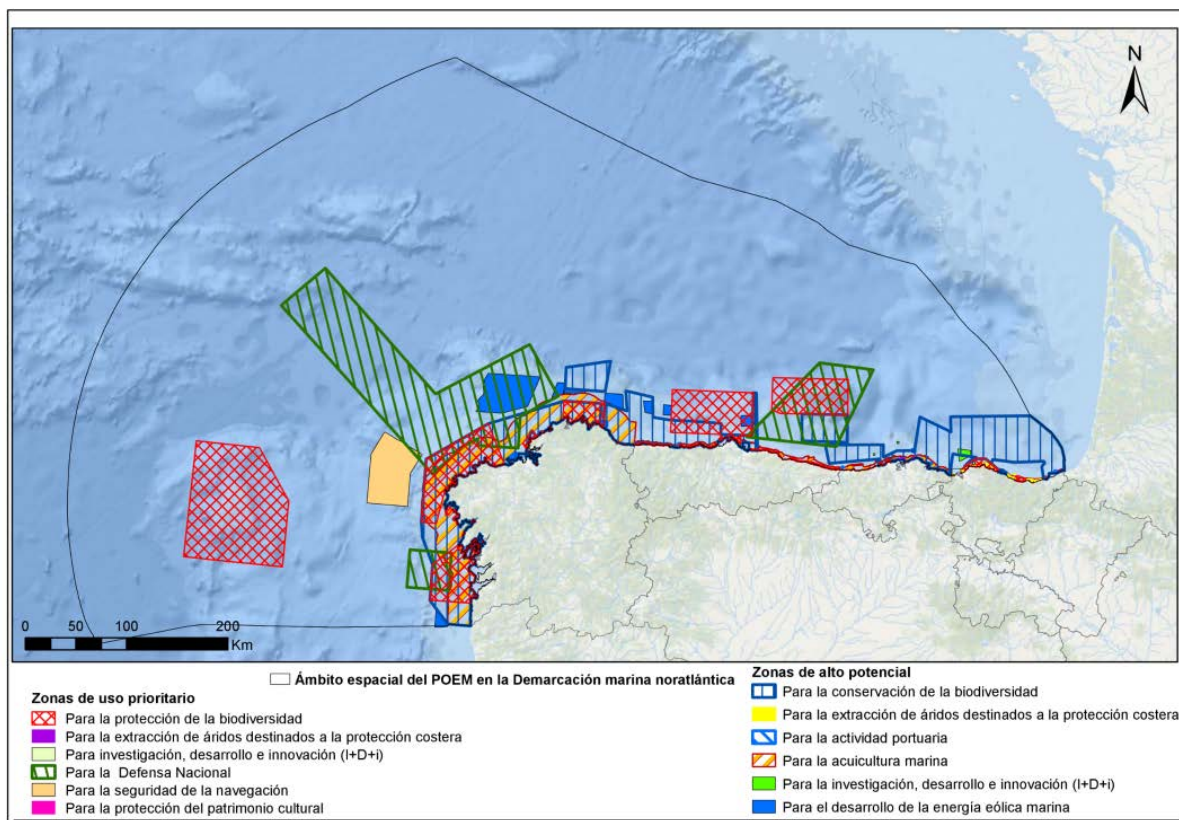 N
0 50 100 200
Km
Ámbito espacial del POEM en la Demarcación marina noratlántica
Zonas de uso prioritario
Para la protección de la biodiversidad
Para la extracción de áridos destinados a la protección costera
Para investigación, desarrollo e innovación (I+D+i)
Para la Defensa Nacional
Para la seguridad de la navegación
Para la protección del patrimonio cultural
Zonas de alto potencial
Para la conservación de la biodiversidad
Para la extracción de áridos destinados a la protección costera
Para la actividad portuaria
Para la acuicultura marina
Para la investigación, desarrollo e innovación (I+D+i)
Para el desarrollo de la energía eólica marina